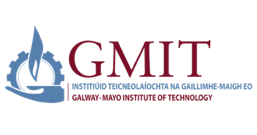 GMIT
INSTITIÚID TEICNEOLAÍOCHTA NA GAILLIMHE-MAIGH EO
GALWAY-MAYO INSTITUTE OF TECHNOLOGY